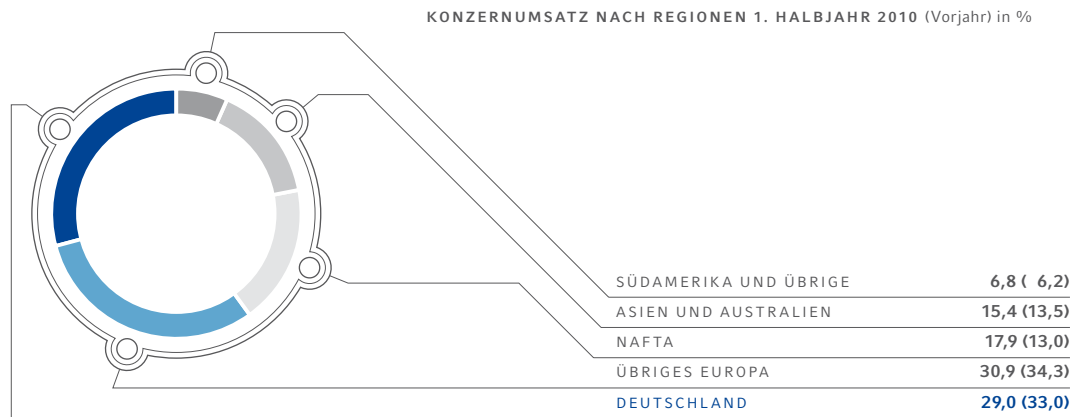 KONZERNUMSATZ NACH REGIONEN 1. HALBJAHR 2010 (Vorjahr) in %
SÜDAMERIKA UND ÜBRIGE 6,8 ( 6,2)
ASIEN UND AUSTRALIEN 15,4 (13,5)
NAFTA 17,9 (13,0)
ÜBRIGES EUROPA 30,9 (34,3)
DEUTSCHLAND 29,0 (33,0)